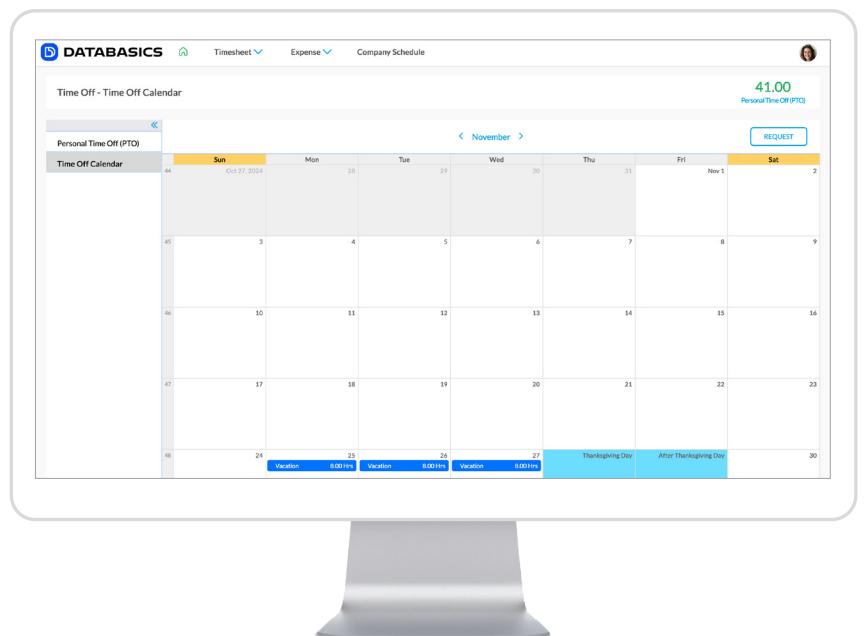 DATABASICS
Timesheet
Expense
Company Schedule
Time Off - Time Off Calendar
41.00
Personal Time Off (PTO)
Personal Time Off (PTO)
Time Off Calendar
November
REQUEST
Sun Mon Tue Wed Thu Fri Sat
44 Oct 27, 2024 28 29 30 31 Nov 1 2
45 3 4 5 6 7 8 9
46 10 11 12 13 14 15 16
47 17 18 19 20 21 22 23
48 24 25 26 27 Thanksgiving Day After Thanksgiving Day 30
Vacation 8.00 Hrs Vacation 8.00 Hrs Vacation 8.00 Hrs